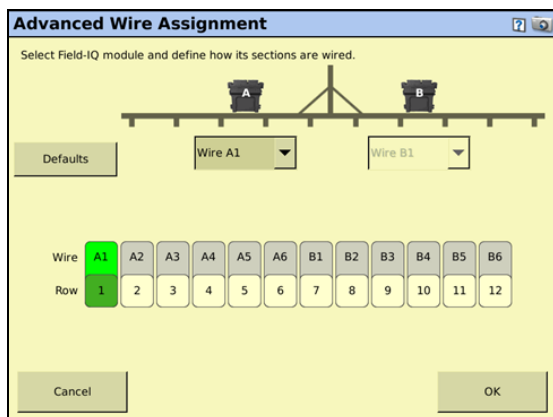 Advanced Wire Assignment
Select Field-IQ module and define how its sections are wired.
A B
Defaults Wire A1 Wire B1
Wire A1 A2 A3 A4 A5 A6 B1 B2 B3 B4 B5 B6
Row 1 2 3 4 5 6 7 8 9 10 11 12
Cancel OK